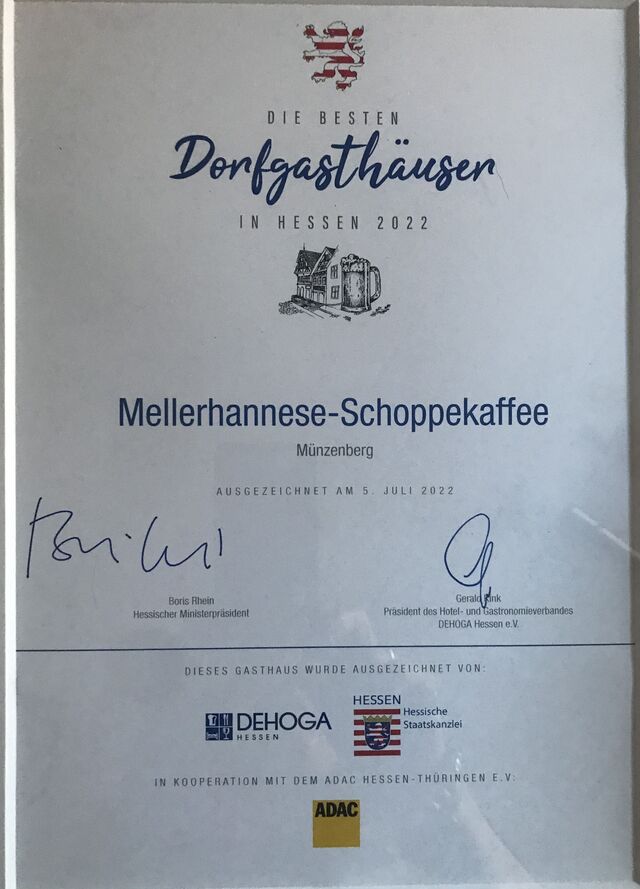 DIE BESTEN
Dorfgasthäuser
IN HESSEN 2022
Mellerhannese-Schoppekaffee
Münzenberg
AUSGEZEICHNET AM 5. JULI 2022
Boris Rhein
Hessischer Ministerpräsident
Gerald Kink
Präsident des Hotel- und Gastronomieverbandes
DEHOGA Hessen e.V.
DIESES GASTHAUS WURDE AUSGEZEICHNET VON:
DEHOGA
HESSEN
HESSEN
Hessische
Staatskanzlei
IN KOOPERATION MIT DEM ADAC HESSEN-THÜRINGEN E.V:
ADAC